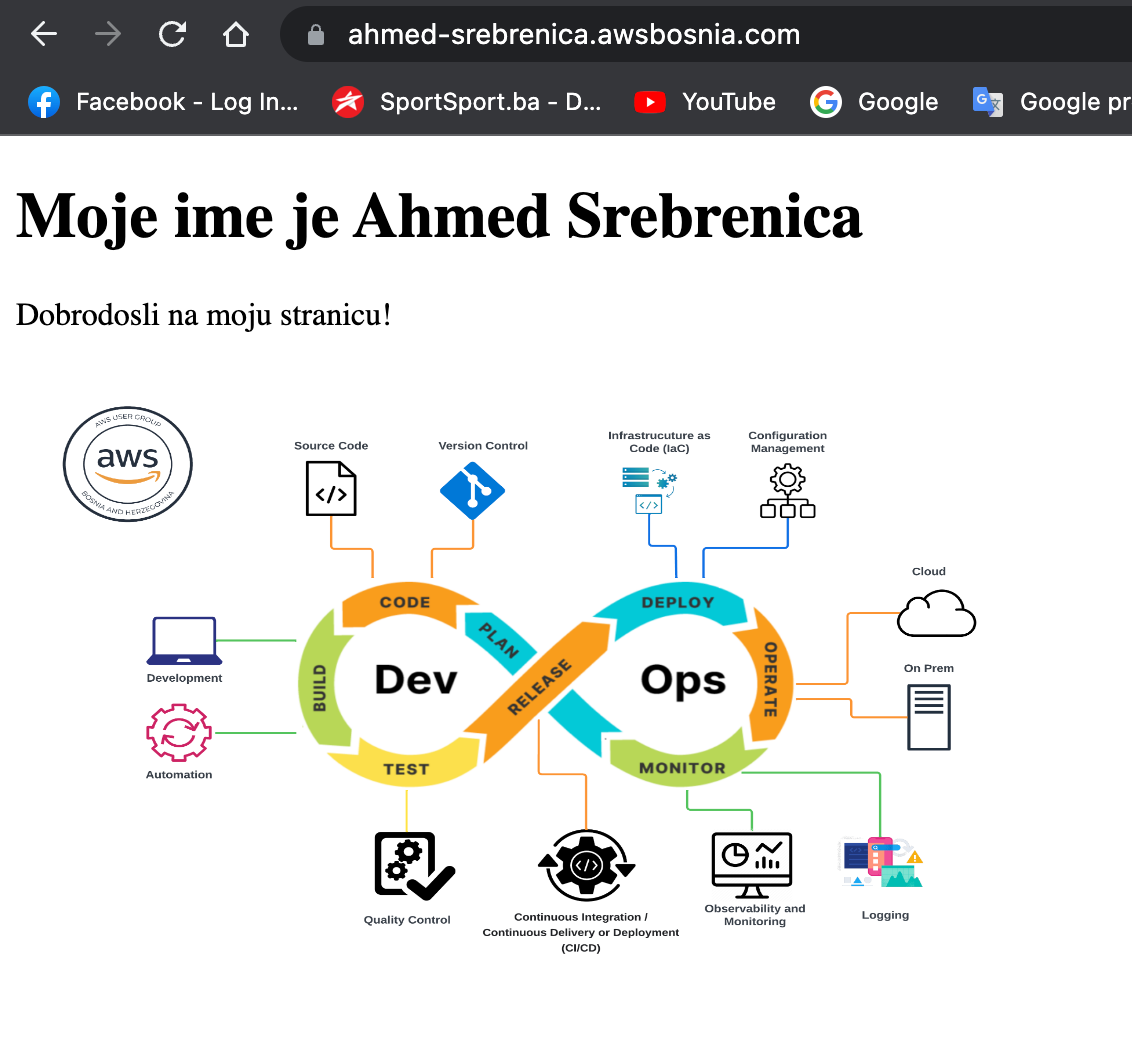 ahmed-srebrenica.awsbosnia.com
Facebook - Log In...
SportSport.ba - D...
YouTube
Google
Google pr
Moje ime je Ahmed Srebrenica
Dobrodosli na moju stranicu!
AWS USER GROUP
aws
BOSNIA AND HERZEGOVINA
Source Code
Version Control
Infrastrucuture as
Code (IaC)
Configuration
Management
</>
</>
Cloud
CODE
PLAN
DEPLOY
Development
BUILD
Dev
RELEASE
Ops
OPERATE
On Prem
Automation
TEST
MONITOR
</>
Quality Control
Continuous Integration /
Continuous Delivery or Deployment
(CI/CD)
Observability and
Monitoring
Logging